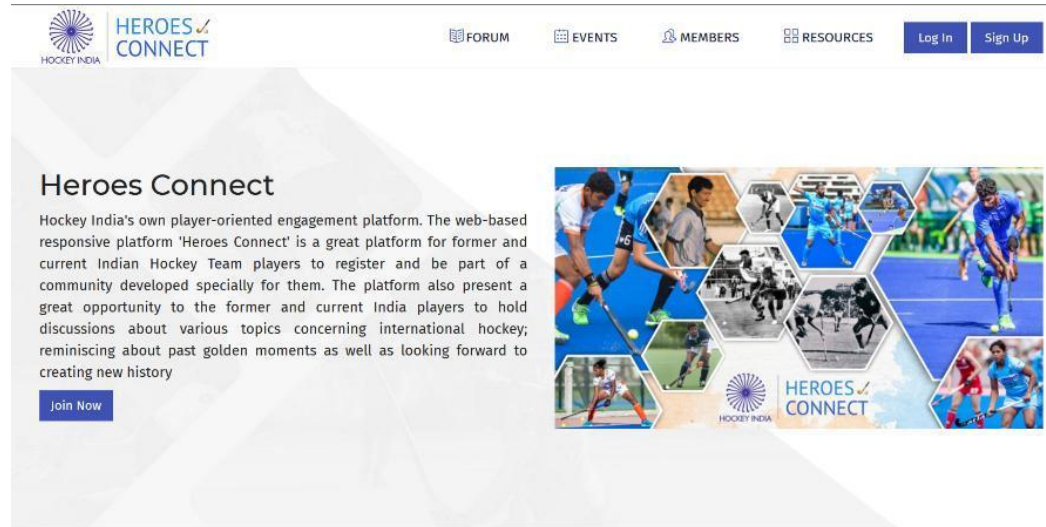 HOCKEY INDIA
HEROES
CONNECT
FORUM
EVENTS
MEMBERS
RESOURCES
Log In
Sign Up
Heroes Connect
Hockey India's own player-oriented engagement platform. The web-based
responsive platform 'Heroes Connect' is a great platform for former and
current Indian Hockey Team players to register and be part of a
community developed specially for them. The platform also present a
great opportunity to the former and current India players to hold
discussions about various topics concerning international hockey;
reminiscing about past golden moments as well as looking forward to
creating new history
Join Now
HOCKEY INDIA
HEROES
CONNECT